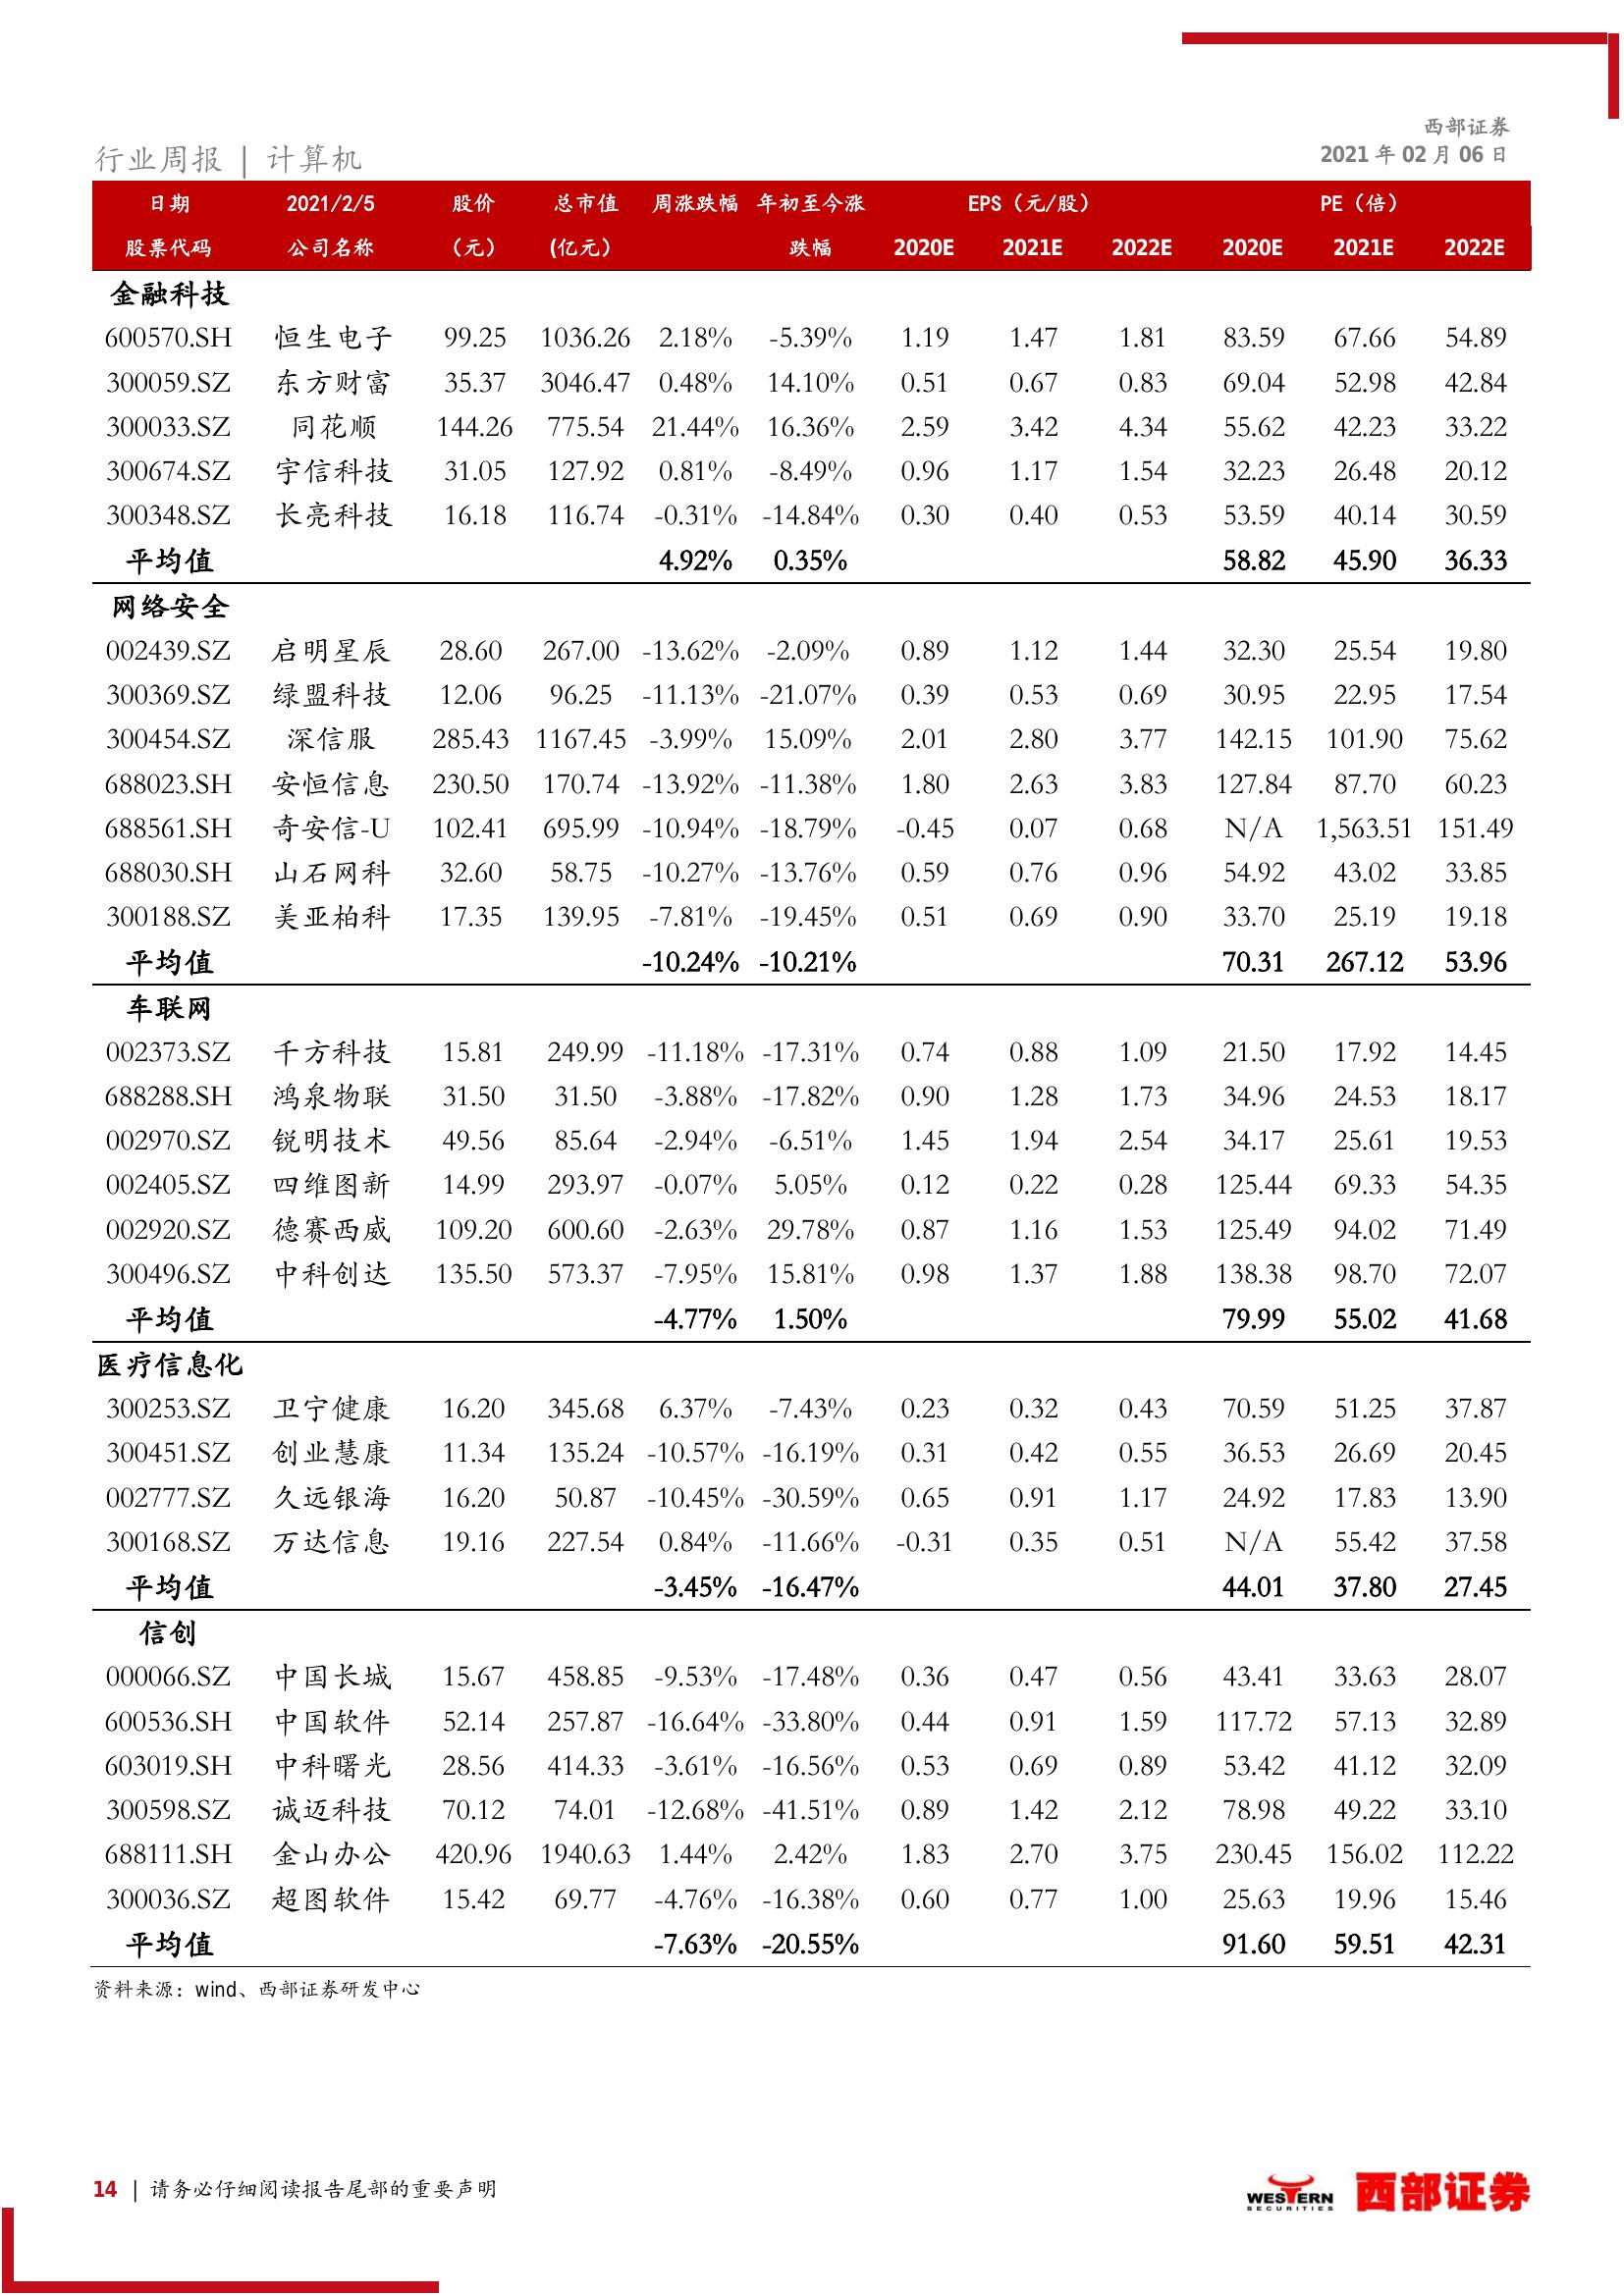 西部证券
行业周报 | 计算机 2021 年 02 月 06 日
日期 2021/2/5 股价 总市值 周涨跌幅 年初至今涨 EPS（元/股） PE（倍）
股票代码 公司名称 （元） (亿元） 跌幅 2020E 2021E 2022E 2020E 2021E 2022E
金融科技
600570.SH 恒生电子 99.25 1036.26 2.18% -5.39% 1.19 1.47 1.81 83.59 67.66 54.89
300059.SZ 东方财富 35.37 3046.47 0.48% 14.10% 0.51 0.67 0.83 69.04 52.98 42.84
300033.SZ 同花顺 144.26 775.54 21.44% 16.36% 2.59 3.42 4.34 55.62 42.23 33.22
300674.SZ 宇信科技 31.05 127.92 0.81% -8.49% 0.96 1.17 1.54 32.23 26.48 20.12
300348.SZ 长亮科技 16.18 116.74 -0.31% -14.84% 0.30 0.40 0.53 53.59 40.14 30.59
平均值 4.92% 0.35% 58.82 45.90 36.33
网络安全
002439.SZ 启明星辰 28.60 267.00 -13.62% -2.09% 0.89 1.12 1.44 32.30 25.54 19.80
300369.SZ 绿盟科技 12.06 96.25 -11.13% -21.07% 0.39 0.53 0.69 30.95 22.95 17.54
300454.SZ 深信服 285.43 1167.45 -3.99% 15.09% 2.01 2.80 3.77 142.15 101.90 75.62
688023.SH 安恒信息 230.50 170.74 -13.92% -11.38% 1.80 2.63 3.83 127.84 87.70 60.23
688561.SH 奇安信-U 102.41 695.99 -10.94% -18.79% -0.45 0.07 0.68 N/A 1,563.51 151.49
688030.SH 山石网科 32.60 58.75 -10.27% -13.76% 0.59 0.76 0.96 54.92 43.02 33.85
300188.SZ 美亚柏科 17.35 139.95 -7.81% -19.45% 0.51 0.69 0.90 33.70 25.19 19.18
平均值 -10.24% -10.21% 70.31 267.12 53.96
车联网
002373.SZ 千方科技 15.81 249.99 -11.18% -17.31% 0.74 0.88 1.09 21.50 17.92 14.45
688288.SH 鸿泉物联 31.50 31.50 -3.88% -17.82% 0.90 1.28 1.73 34.96 24.53 18.17
002970.SZ 锐明技术 49.56 85.64 -2.94% -6.51% 1.45 1.94 2.54 34.17 25.61 19.53
002405.SZ 四维图新 14.99 293.97 -0.07% 5.05% 0.12 0.22 0.28 125.44 69.33 54.35
002920.SZ 德赛西威 109.20 600.60 -2.63% 29.78% 0.87 1.16 1.53 125.49 94.02 71.49
300496.SZ 中科创达 135.50 573.37 -7.95% 15.81% 0.98 1.37 1.88 138.38 98.70 72.07
平均值 -4.77% 1.50% 79.99 55.02 41.68
医疗信息化
300253.SZ 卫宁健康 16.20 345.68 6.37% -7.43% 0.23 0.32 0.43 70.59 51.25 37.87
300451.SZ 创业慧康 11.34 135.24 -10.57% -16.19% 0.31 0.42 0.55 36.53 26.69 20.45
002777.SZ 久远银海 16.20 50.87 -10.45% -30.59% 0.65 0.91 1.17 24.92 17.83 13.90
300168.SZ 万达信息 19.16 227.54 0.84% -11.66% -0.31 0.35 0.51 N/A 55.42 37.58
平均值 -3.45% -16.47% 44.01 37.80 27.45
信创
000066.SZ 中国长城 15.67 458.85 -9.53% -17.48% 0.36 0.47 0.56 43.41 33.63 28.07
600536.SH 中国软件 52.14 257.87 -16.64% -33.80% 0.44 0.91 1.59 117.72 57.13 32.89
603019.SH 中科曙光 28.56 414.33 -3.61% -16.56% 0.53 0.69 0.89 53.42 41.12 32.09
300598.SZ 诚迈科技 70.12 74.01 -12.68% -41.51% 0.89 1.42 2.12 78.98 49.22 33.10
688111.SH 金山办公 420.96 1940.63 1.44% 2.42% 1.83 2.70 3.75 230.45 156.02 112.22
300036.SZ 超图软件 15.42 69.77 -4.76% -16.38% 0.60 0.77 1.00 25.63 19.96 15.46
平均值 -7.63% -20.55% 91.60 59.51 42.31
资料来源：wind、西部证券研发中心
14 | 请务必仔细阅读报告尾部的重要声明
WESTERN
SECURITIES
西部证券